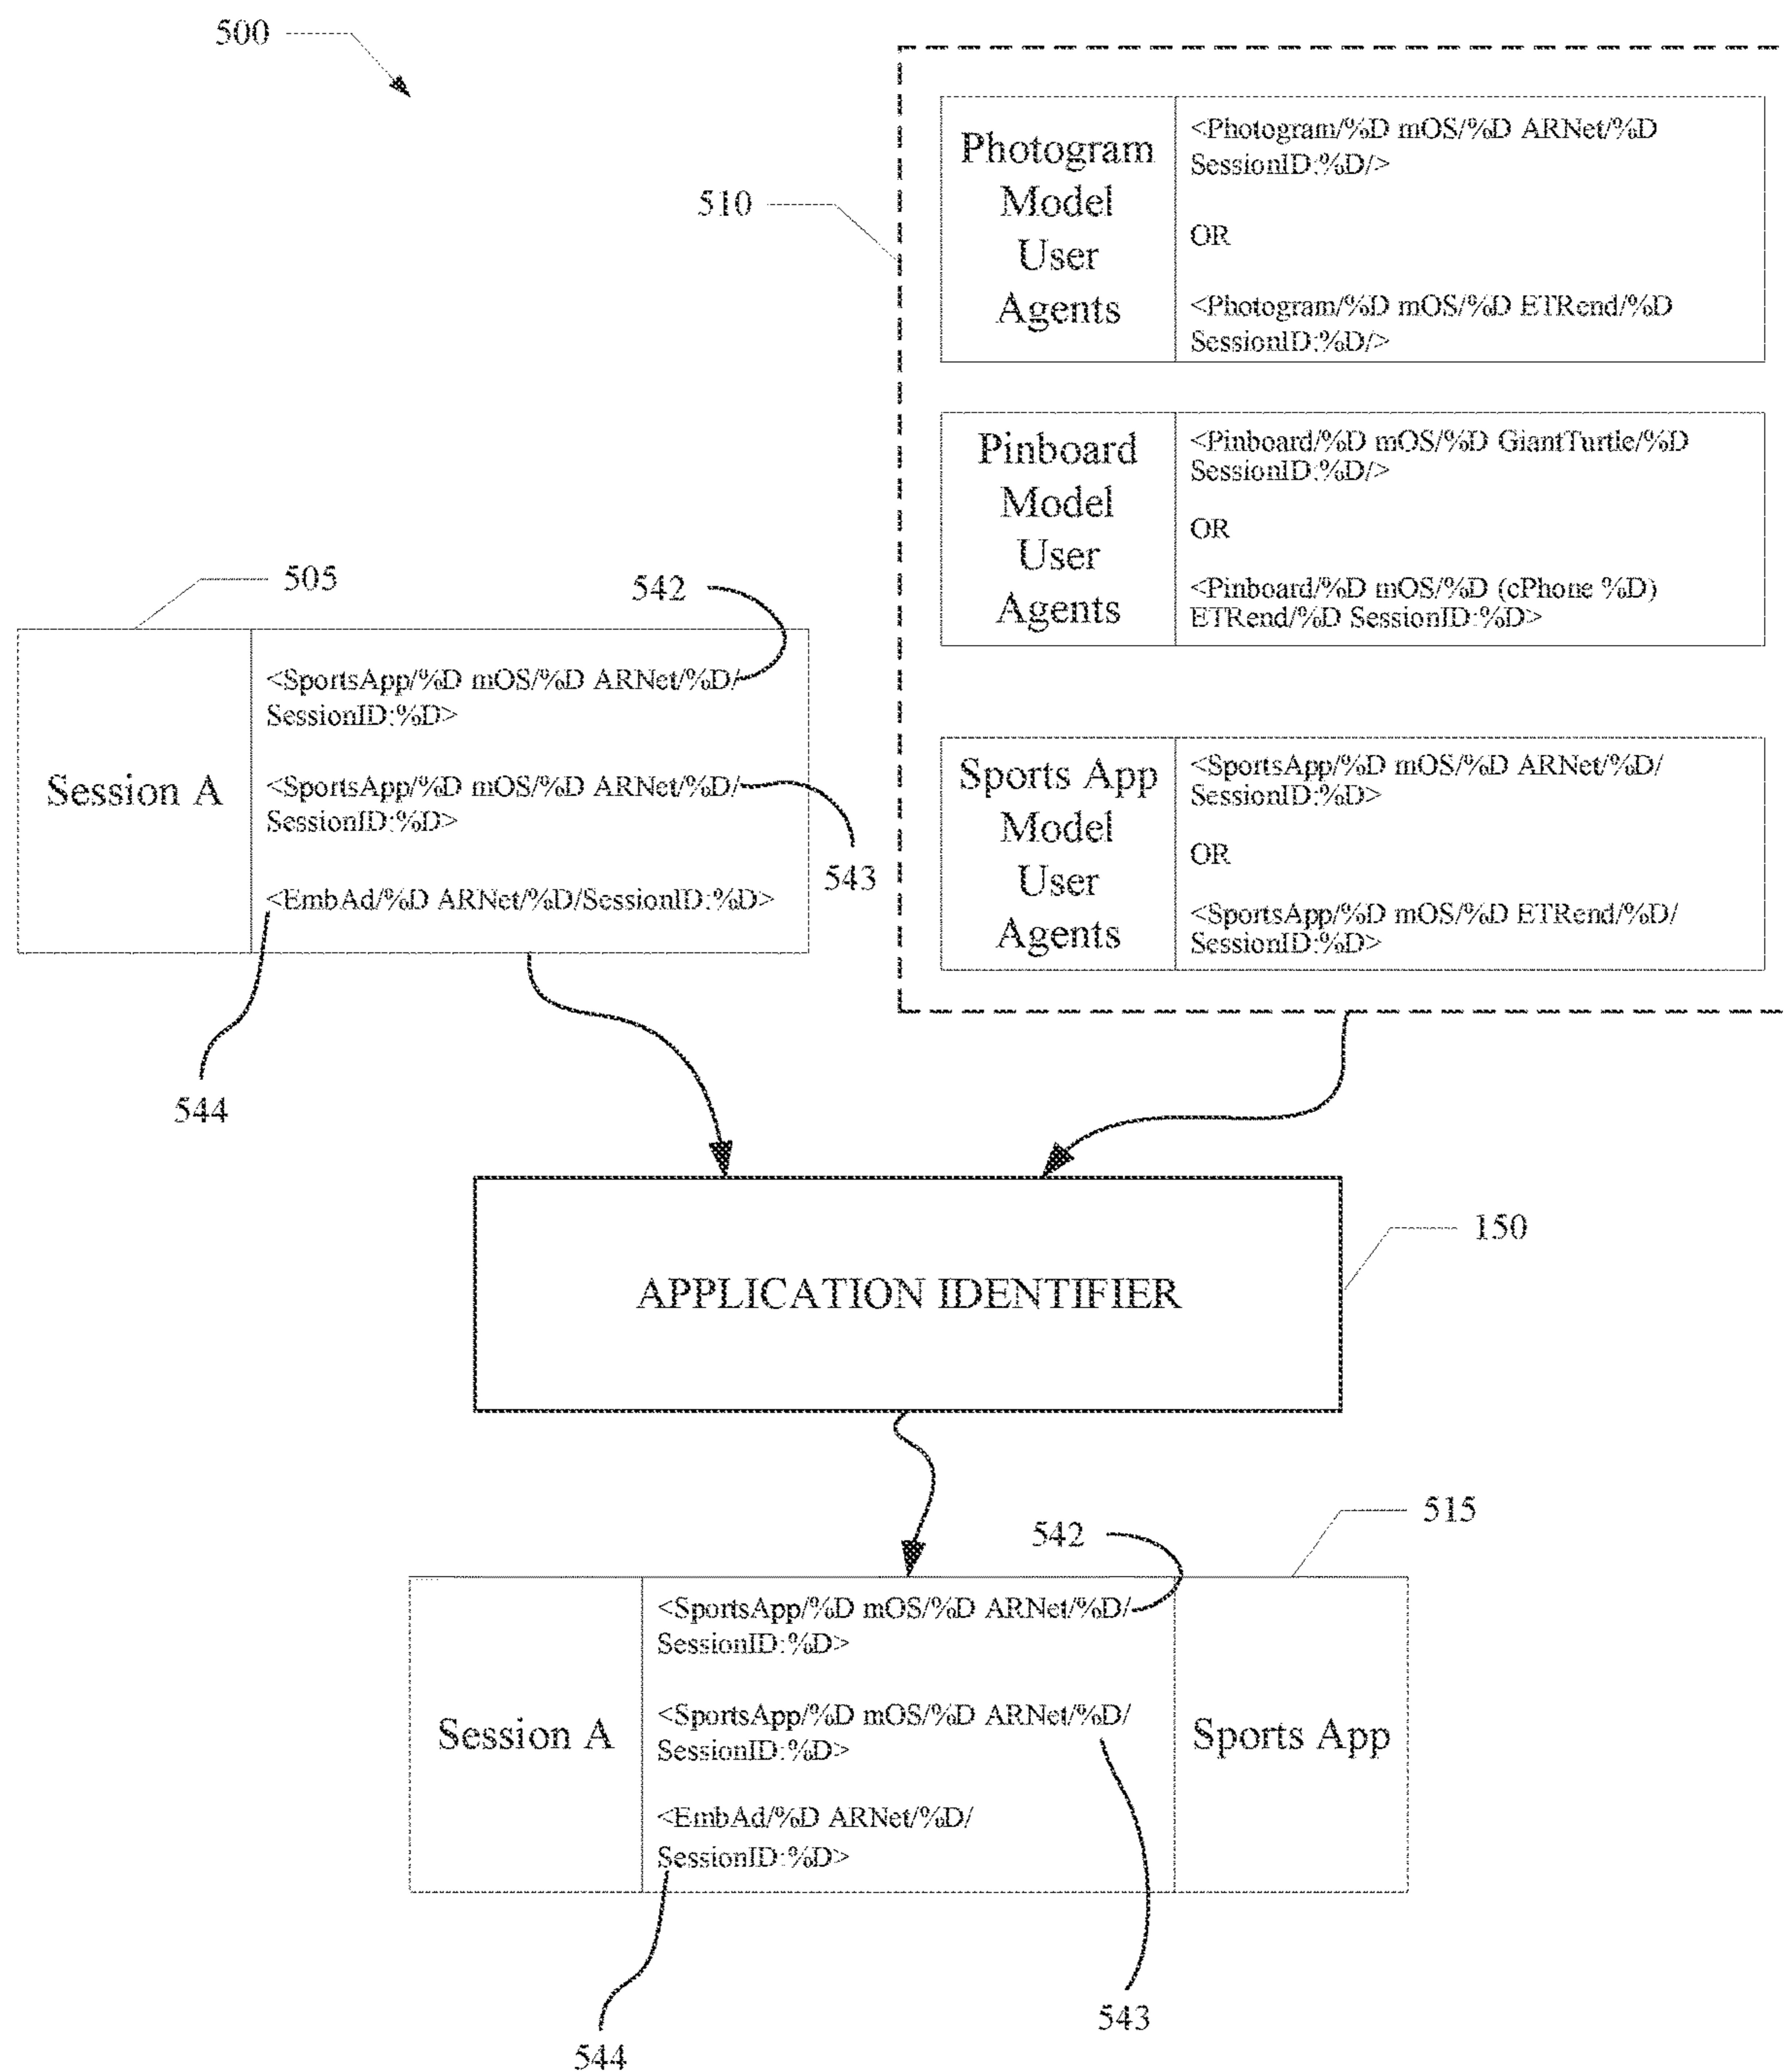 500
510
Photogram
Model
User
Agents
<Photogram/%D mOS/%D ARNet/%D
SessionID:%D/>
OR
<Photogram/%D mOS/%D ETRend/%D
SessionID:%D/>
Pinboard
Model
User
Agents
<Pinboard/%D mOS/%D GiantTurtle/%D
SessionID:%D/>
OR
<Pinboard/%D mOS/%D (cPhone %D)
ETRend/%D SessionID:%D>
Sports App
Model
User
Agents
<SportsApp/%D mOS/%D ARNet/%D/
SessionID:%D>
OR
<SportsApp/%D mOS/%D ETRend/%D/
SessionID:%D>
505
542
Session A
<SportsApp/%D mOS/%D ARNet/%D/
SessionID:%D>
<SportsApp/%D mOS/%D ARNet/%D/
SessionID:%D>
543
<EmbAd/%D ARNet/%D/SessionID:%D>
544
150
APPLICATION IDENTIFIER
542
515
Session A
<SportsApp/%D mOS/%D ARNet/%D/
SessionID:%D>
<SportsApp/%D mOS/%D ARNet/%D/
SessionID:%D>
<EmbAd/%D ARNet/%D/
SessionID:%D>
Sports App
543
544